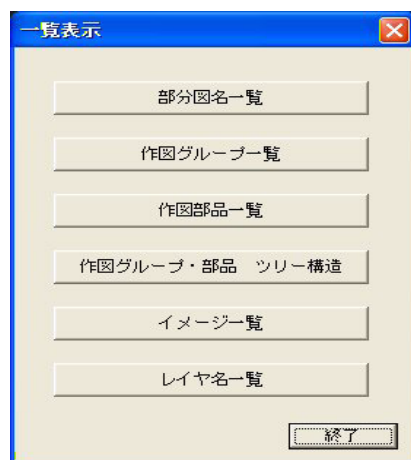 一覧表示
部分図名一覧
作図グループ一覧
作図部品一覧
作図グループ・部品　ツリー構造
イメージ一覧
レイヤ名一覧
終了